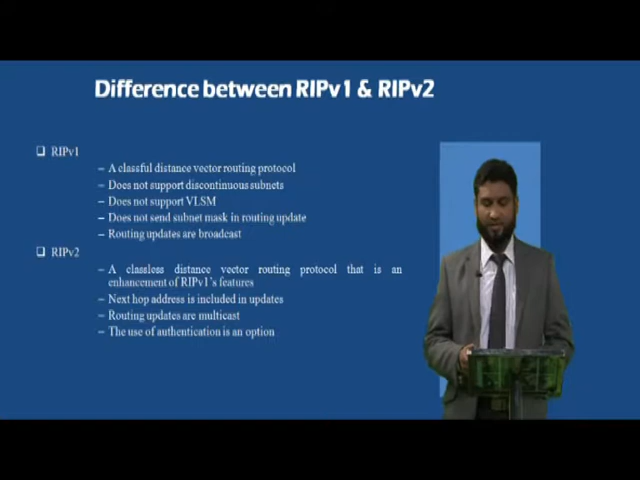 Difference between RIPv1 & RIPv2
❑ RIPv1
– A classful distance vector routing protocol
– Does not support discontinuous subnets
– Does not support VLSM
– Does not send subnet mask in routing update
– Routing updates are broadcast
❑ RIPv2
– A classless distance vector routing protocol that is an
enhancement of RIPv1's features
– Next hop address is included in updates
– Routing updates are multicast
– The use of authentication is an option